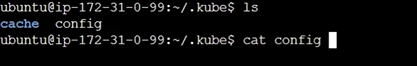 ubuntu@ip-172-31-0-99:~/.kube$ ls
cache  config
ubuntu@ip-172-31-0-99:~/.kube$ cat config